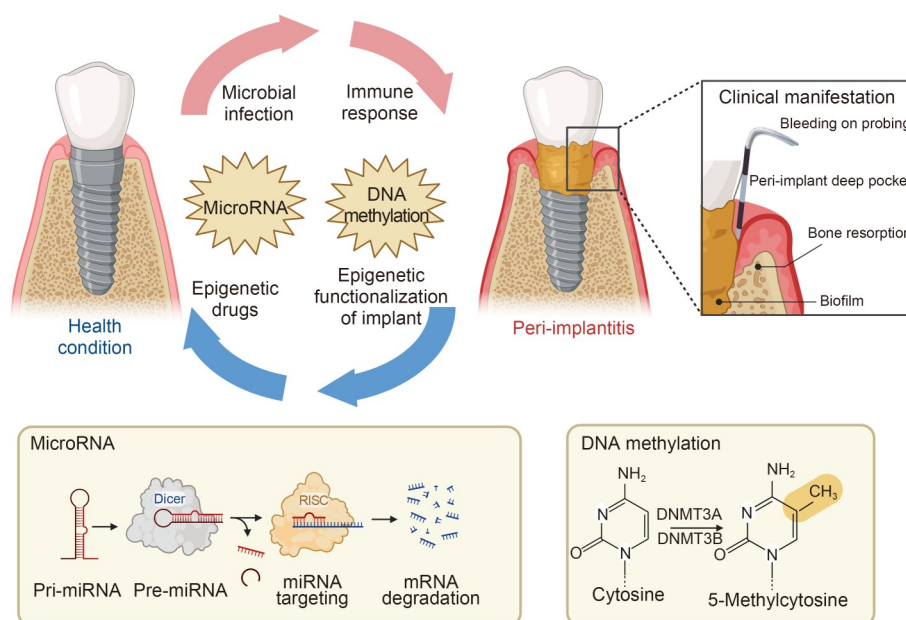 Microbial
infection
Immune
response
MicroRNA
DNA
methylation
Epigenetic
drugs
Epigenetic
functionalization
of implant
Health
condition
Peri-implantitis
Clinical manifestation
Bleeding on probing
Peri-implant deep pocket
Bone resorption
Biofilm
MicroRNA
Dicer
RISC
Pri-miRNA
Pre-miRNA
miRNA
targeting
mRNA
degradation
DNA methylation
NH₂
N
O
N
Cytosine
DNMT3A
DNMT3B
NH₂
CH₃
N
O
N
5-Methylcytosine